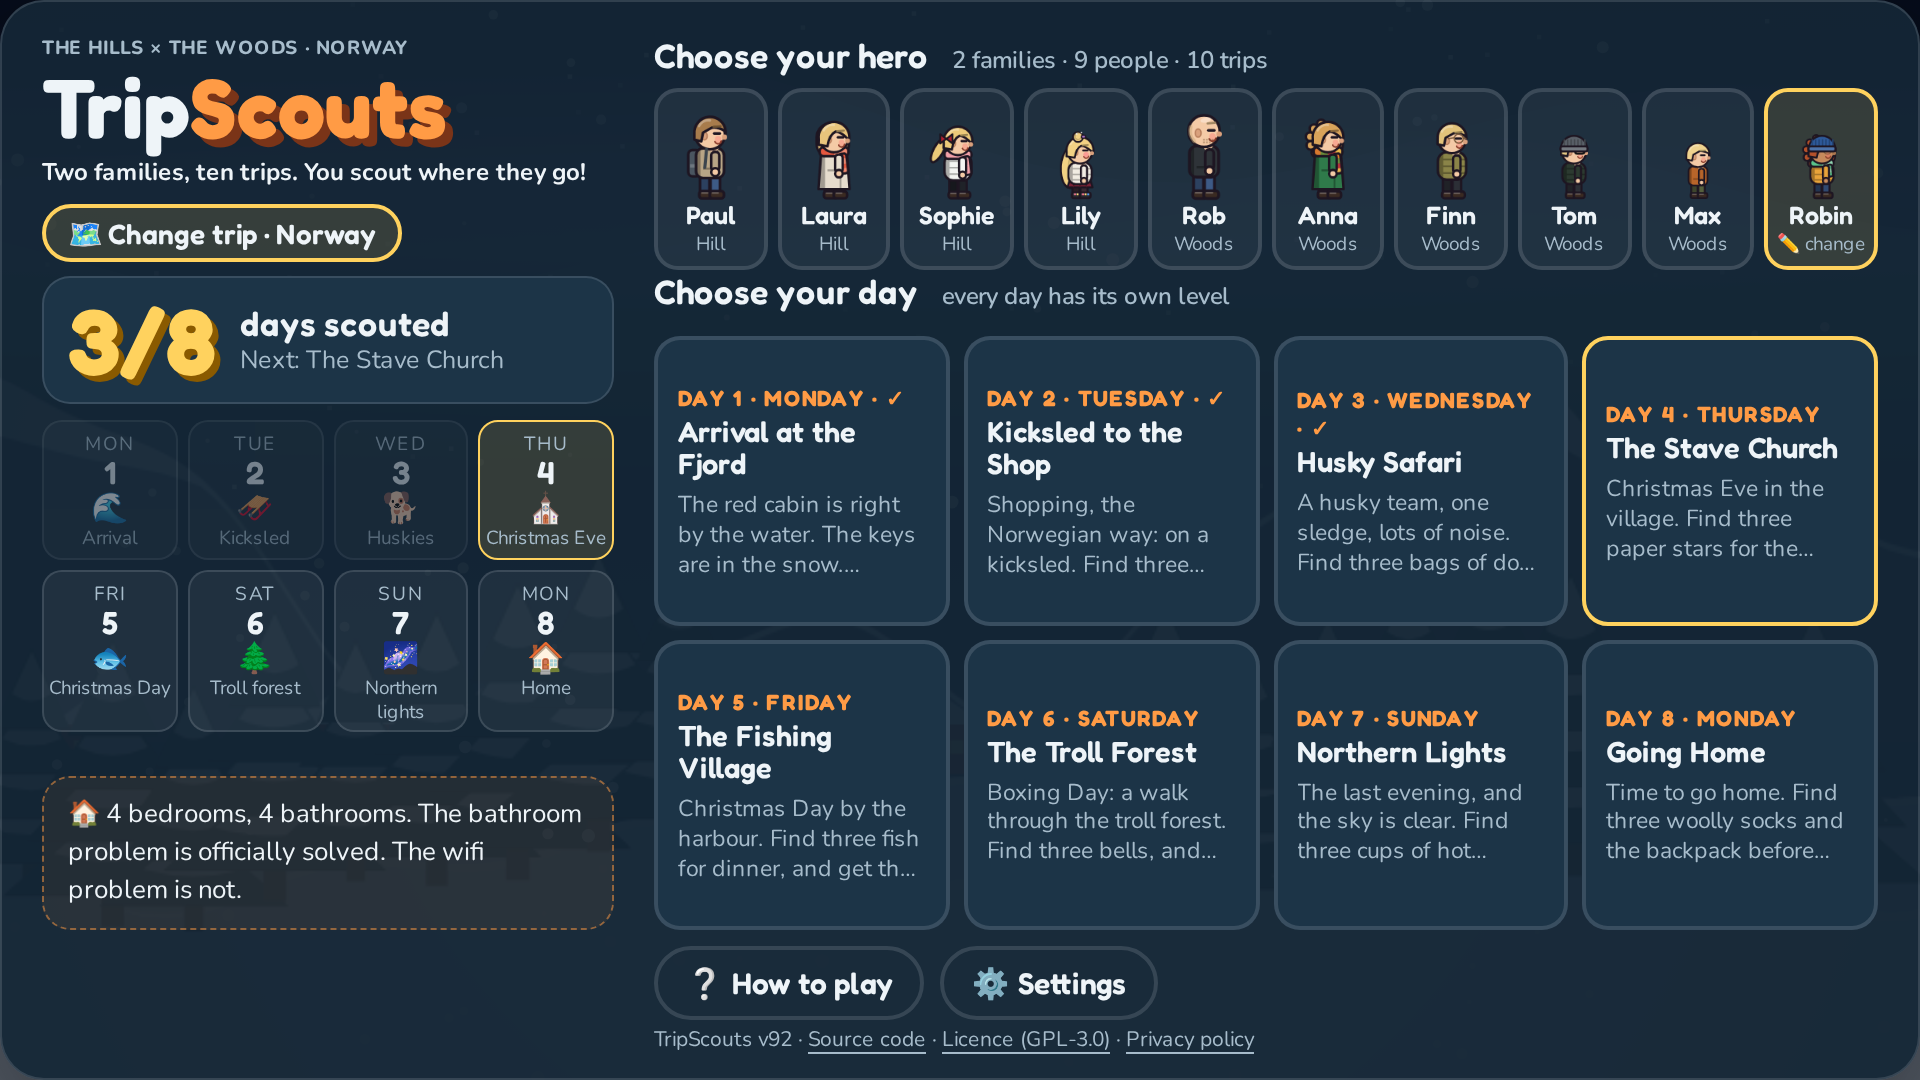 THE HILLS × THE WOODS · NORWAY
TripScouts
Two families, ten trips. You scout where they go!
🗺️ Change trip · Norway
3/8
days scouted
Next: The Stave Church
MON
1
Arrival
TUE
2
Kicksled
WED
3
Huskies
THU
4
Christmas Eve
FRI
5
Christmas Day
SAT
6
Troll forest
SUN
7
Northern
lights
MON
8
Home
🏠 4 bedrooms, 4 bathrooms. The bathroom
problem is officially solved. The wifi
problem is not.
Choose your hero
2 families · 9 people · 10 trips
Paul
Hill
Laura
Hill
Sophie
Hill
Lily
Hill
Rob
Woods
Anna
Woods
Finn
Woods
Tom
Woods
Max
Woods
Robin
✏️ change
Choose your day
every day has its own level
DAY 1 · MONDAY · ✓
Arrival at the
Fjord
The red cabin is right
by the water. The keys
are in the snow....
DAY 2 · TUESDAY · ✓
Kicksled to the
Shop
Shopping, the
Norwegian way: on a
kicksled. Find three...
DAY 3 · WEDNESDAY
· ✓
Husky Safari
A husky team, one
sledge, lots of noise.
Find three bags of do...
DAY 4 · THURSDAY
The Stave Church
Christmas Eve in the
village. Find three
paper stars for the...
DAY 5 · FRIDAY
The Fishing
Village
Christmas Day by the
harbour. Find three fish
for dinner, and get th...
DAY 6 · SATURDAY
The Troll Forest
Boxing Day: a walk
through the troll forest.
Find three bells, and...
DAY 7 · SUNDAY
Northern Lights
The last evening, and
the sky is clear. Find
three cups of hot...
DAY 8 · MONDAY
Going Home
Time to go home. Find
three woolly socks and
the backpack before...
❔ How to play
⚙️ Settings
TripScouts v92 · Source code · Licence (GPL-3.0) · Privacy policy